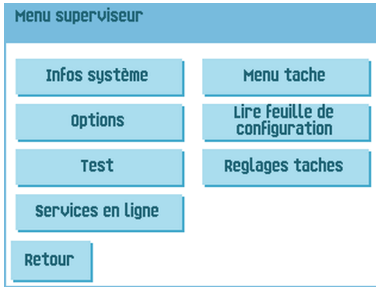 Menu superviseur
Infos système
Menu tache
Options
Lire feuille de
configuration
Test
Reglages taches
Services en ligne
Retour